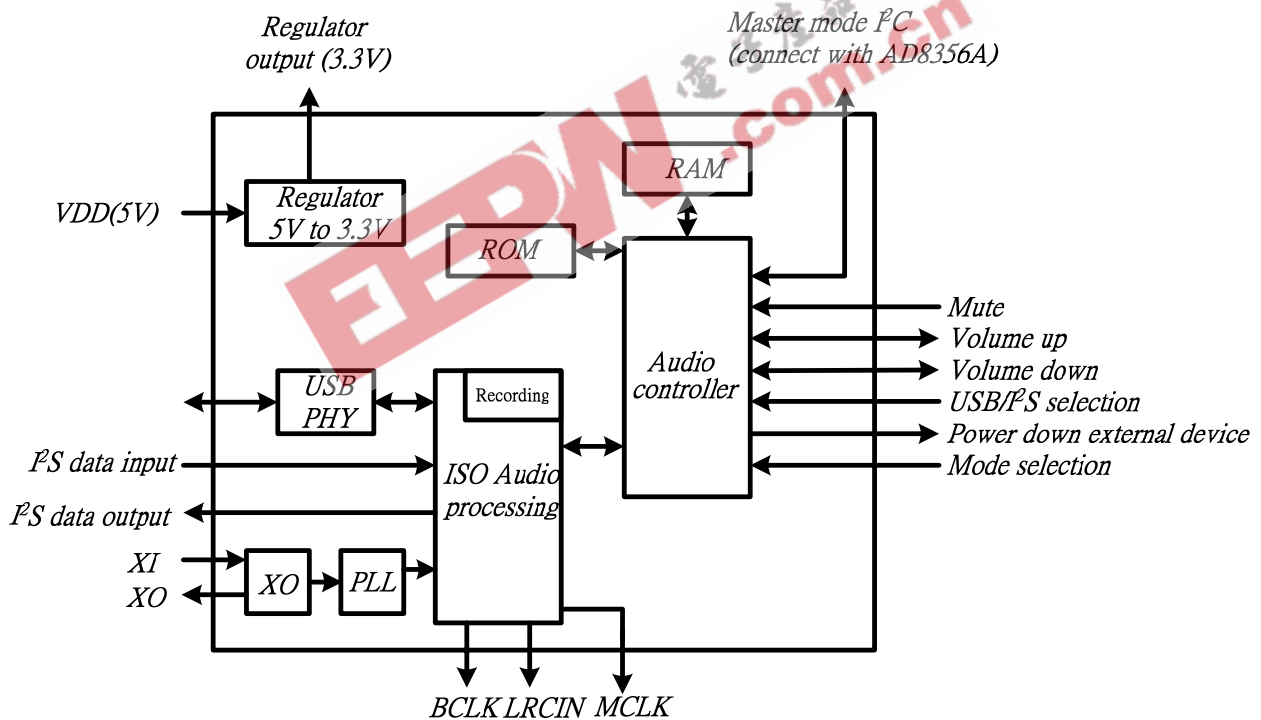 Regulator
output (3.3V)
Master mode I²C
(connect with AD8356A)
EEPW
電子產
.com.cn
RAM
VDD(5V)
Regulator
5V to 3.3V
ROM
Mute
Volume up
Volume down
USB/I²S selection
Power down external device
Mode selection
Audio
controller
USB
PHY
Recording
I²S data input
ISO Audio
processing
I²S data output
XI
XO
XO
PLL
BCLK LRCIN MCLK